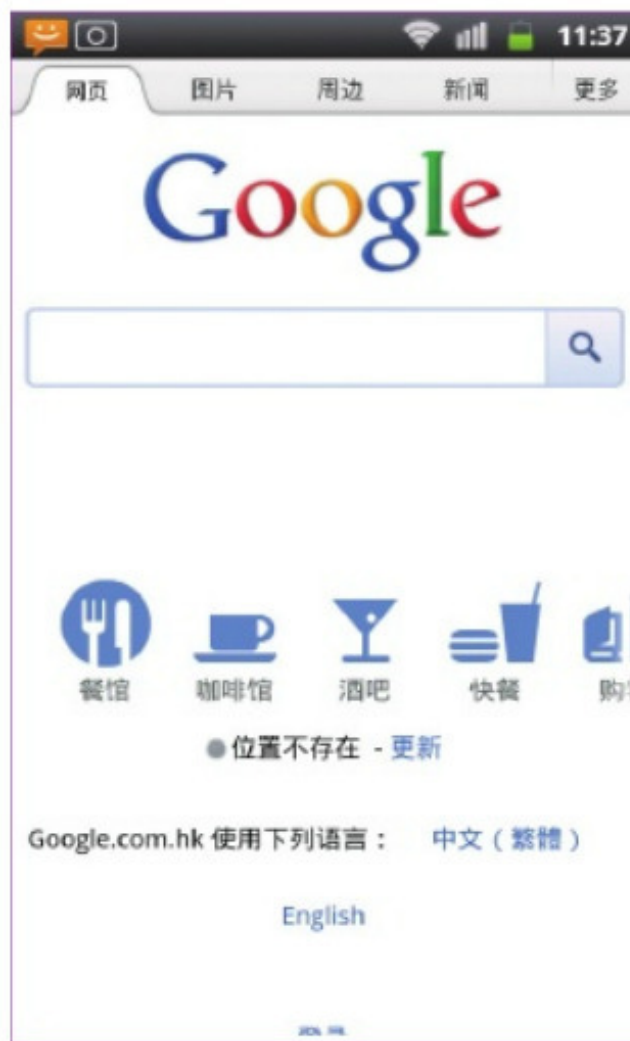 11:37
网页 图片 周边 新闻 更多
Google
餐馆 咖啡馆 酒吧 快餐 购
位置不存在 - 更新
Google.com.hk 使用下列语言： 中文（繁體）
English